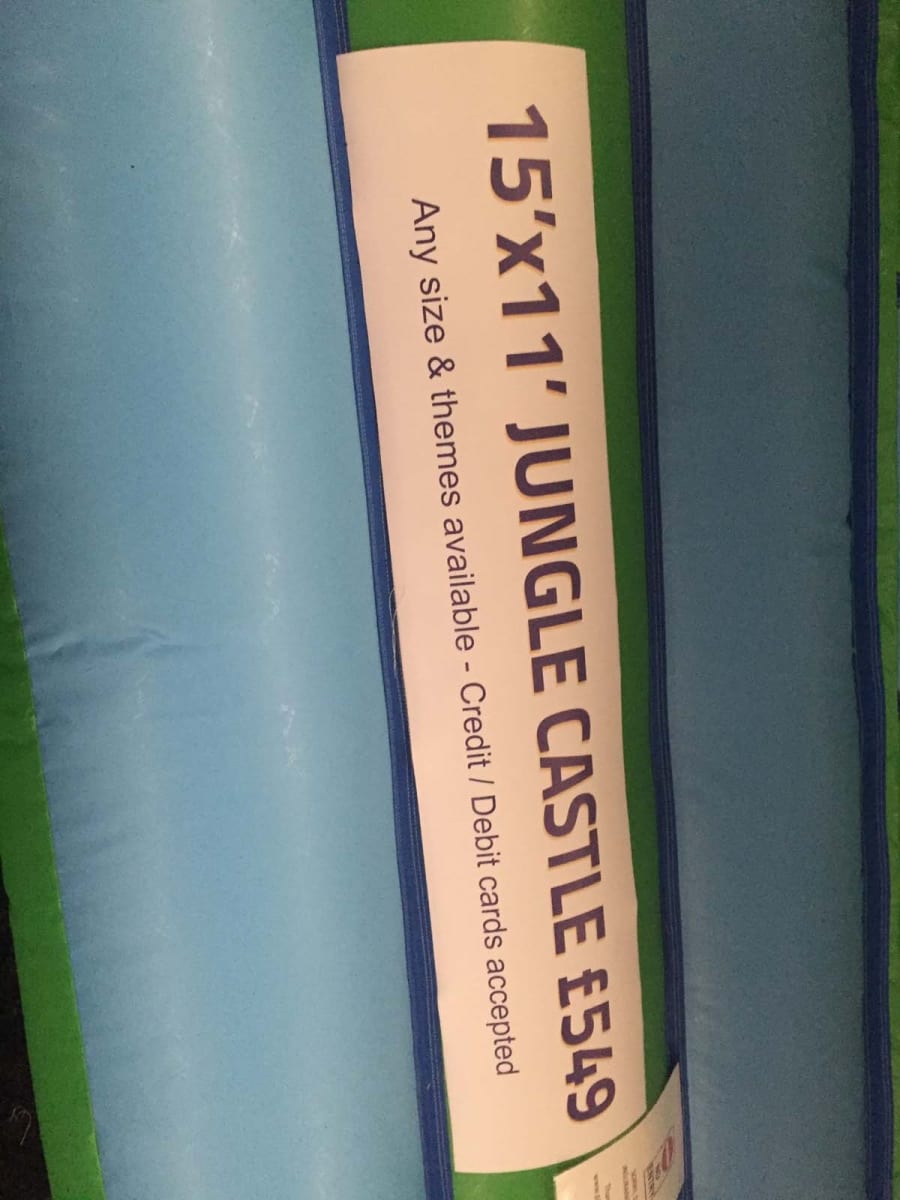 15'x11' JUNGLE CASTLE £549
Any size & themes available - Credit / Debit cards accepted